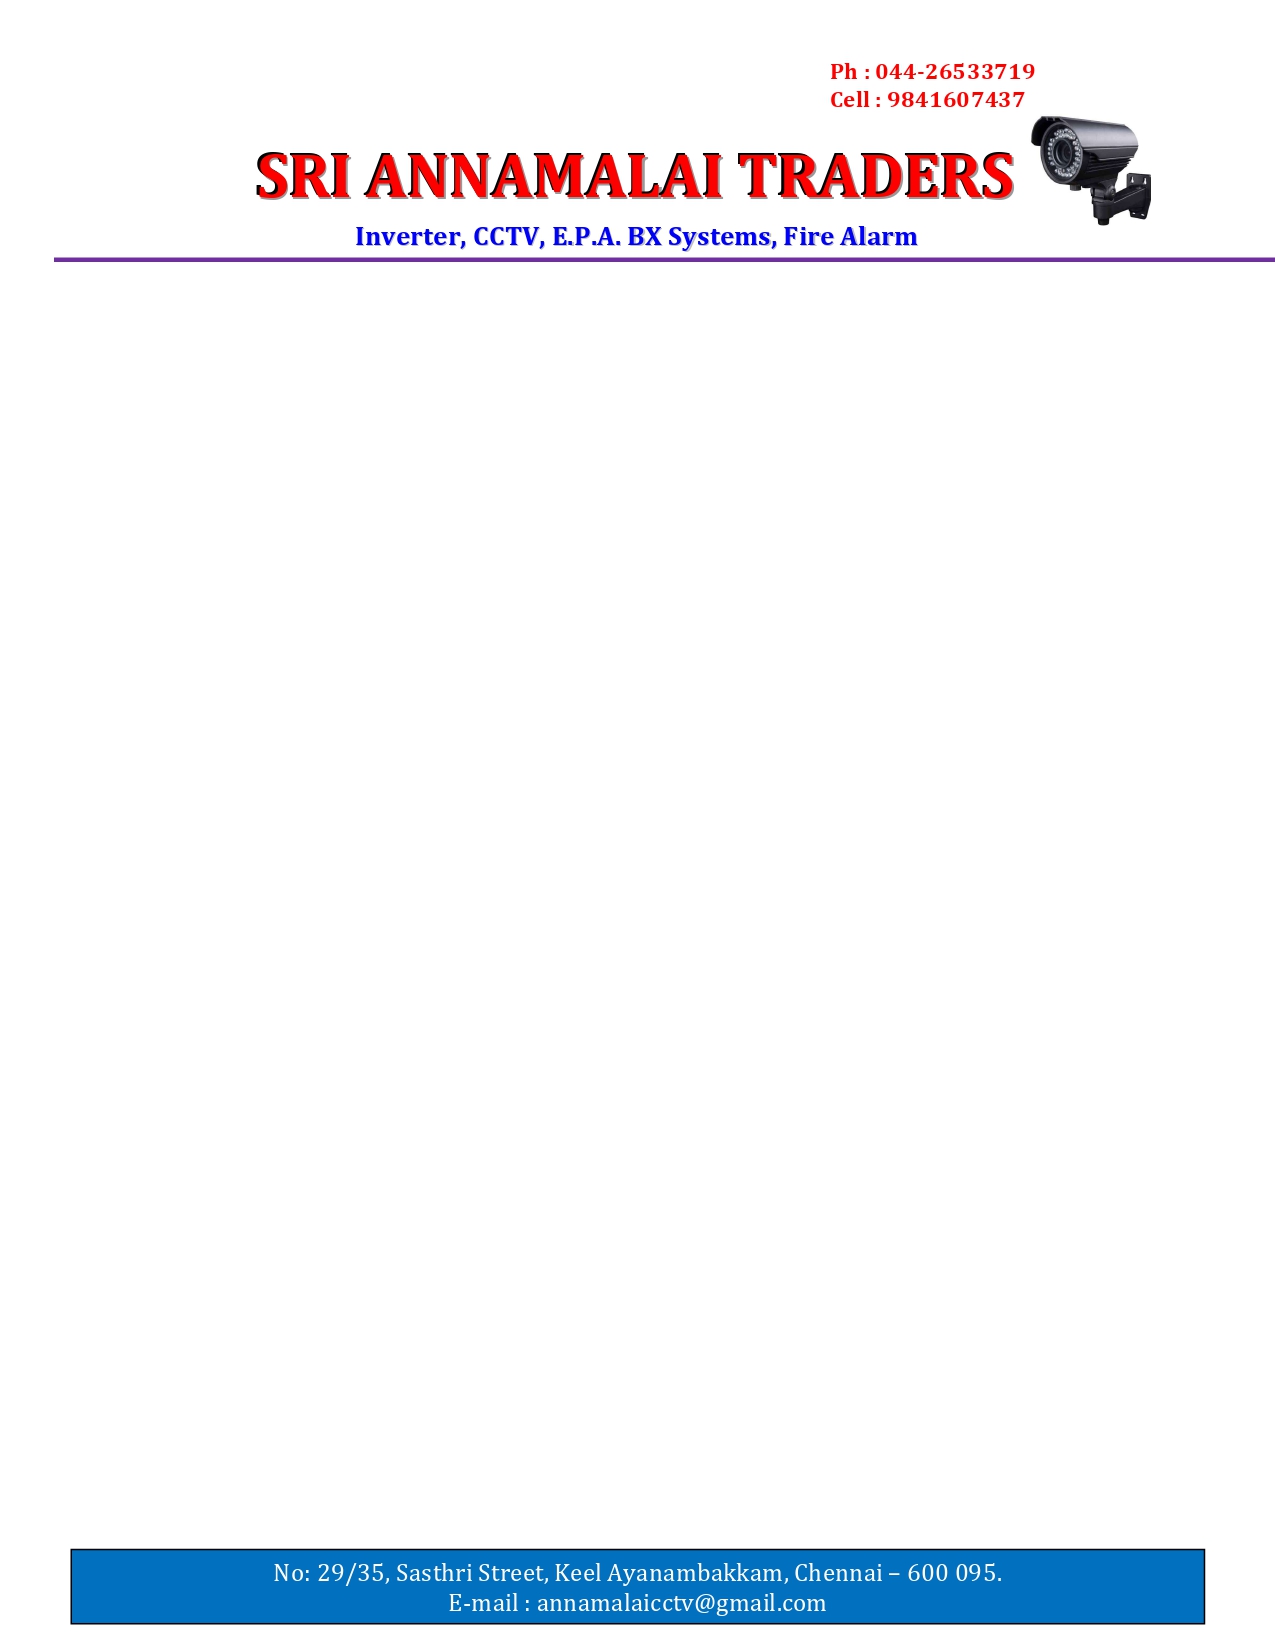 Ph : 044-26533719
Cell : 9841607437
SRI ANNAMALAI TRADERS
Inverter, CCTV, E.P.A. BX Systems, Fire Alarm
No: 29/35, Sasthri Street, Keel Ayanambakkam, Chennai – 600 095.
E-mail : annamalaicctv@gmail.com